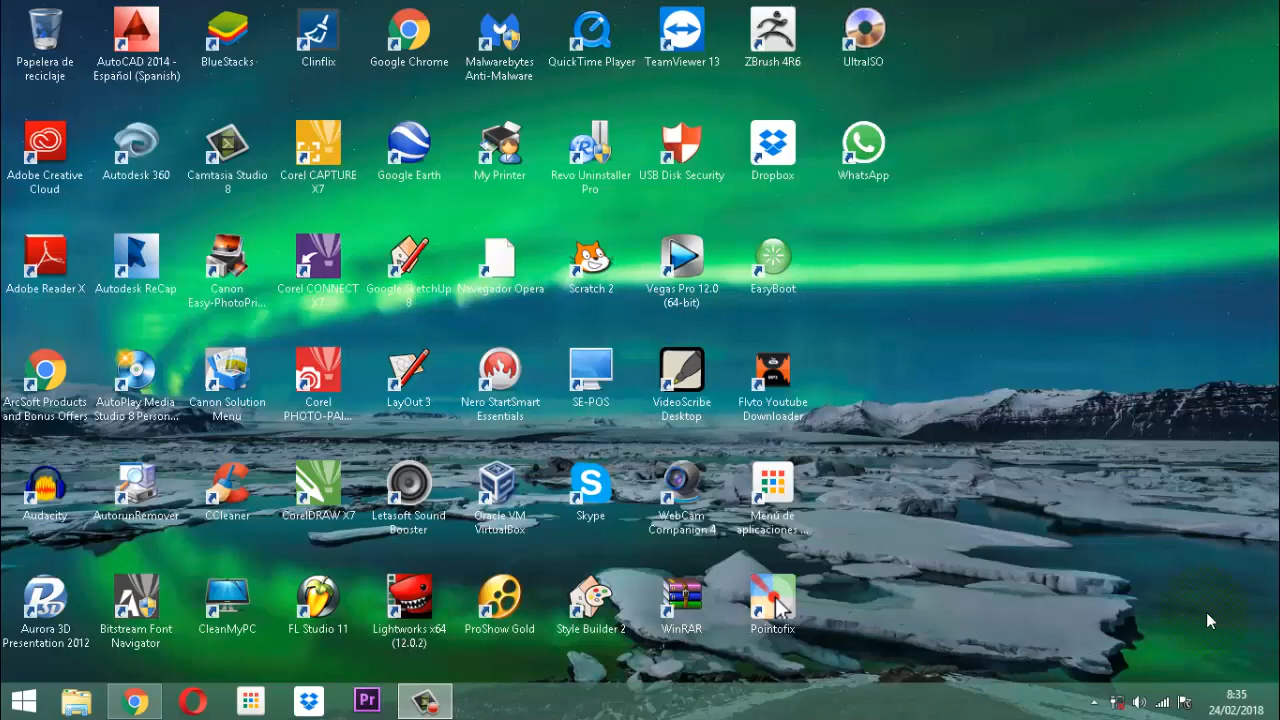 Papelera de
reciclaje
AutoCAD 2014 -
Español (Spanish)
BlueStacks
Clinflix
Google Chrome
Malwarebytes
Anti-Malware
QuickTime Player
TeamViewer 13
ZBrush 4R6
UltraISO
Adobe Creative
Cloud
Autodesk 360
Camtasia Studio
8
Corel CAPTURE
X7
Google Earth
My Printer
Revo Uninstaller
Pro
USB Disk Security
Dropbox
WhatsApp
Adobe Reader X
Autodesk ReCap
Canon
Easy-PhotoPri...
Corel CONNECT
X7
Google SketchUp
8
Navegador Opera
Scratch 2
Vegas Pro 12.0
(64-bit)
EasyBoot
ArcSoft Products
and Bonus Offers
AutoPlay Media
Studio 8 Person...
Canon Solution
Menu
Corel
PHOTO-PAI...
LayOut 3
Nero StartSmart
Essentials
SE-POS
VideoScribe
Desktop
MP3
Flvto Youtube
Downloader
Audacity
AutorunRemover
CCleaner
CorelDRAW X7
Letasoft Sound
Booster
Oracle VM
VirtualBox
Skype
WebCam
Companion 4
Menú de
aplicaciones ...
Aurora 3D
Presentation 2012
Bitstream Font
Navigator
CleanMyPC
FL Studio 11
Lightworks x64
(12.0.2)
ProShow Gold
Style Builder 2
WinRAR
Pointofix
Pr
8:35
24/02/2018